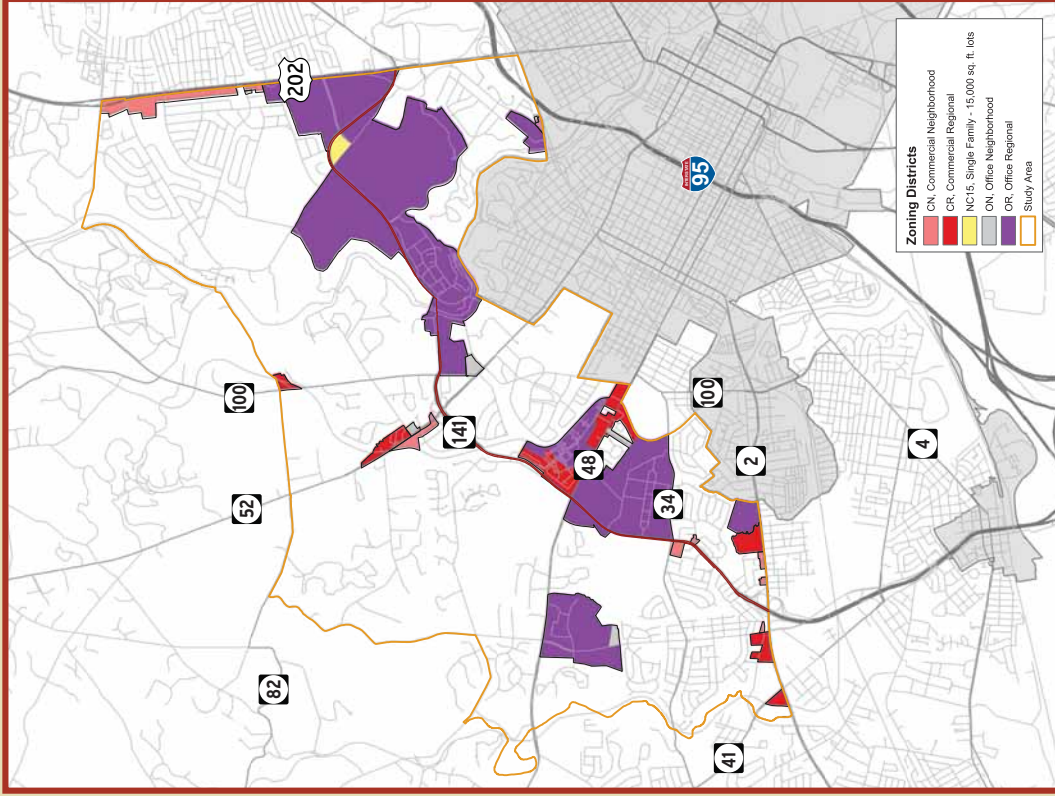 202
95
100
52
141
82
48
100
34
2
4
41
Zoning Districts
CN, Commercial Neighborhood
CR, Commercial Regional
NC15, Single Family - 15,000 sq. ft. lots
ON, Office Neighborhood
OR, Office Regional
Study Area